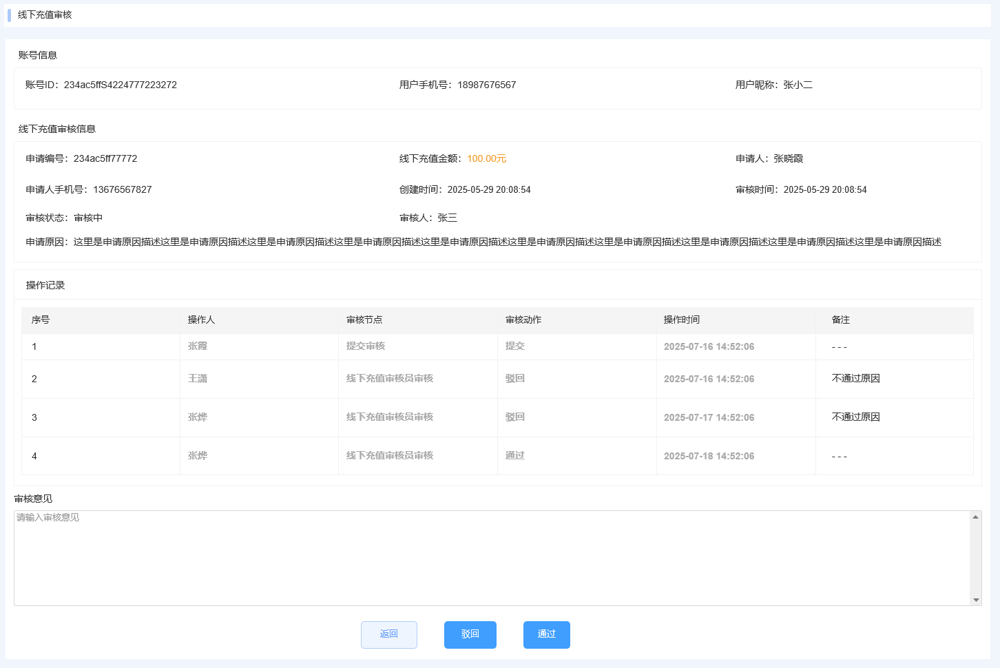 线下充值审核
账号信息
账号ID：234ac5ffS4224777223272 用户手机号：18987676567 用户昵称：张小二
线下充值审核信息
申请编号：234ac5ff77772 线下充值金额：100.00元 申请人：张晓霞
申请人手机号：13676567827 创建时间：2025-05-29 20:08:54 审核时间：2025-05-29 20:08:54
审核状态：审核中 审核人：张三
申请原因：这里是申请原因描述这里是申请原因描述这里是申请原因描述这里是申请原因描述这里是申请原因描述这里是申请原因描述这里是申请原因描述这里是申请原因描述这里是申请原因描述这里是申请原因描述
操作记录
序号 操作人 审核节点 审核动作 操作时间 备注
1 张霞 提交审核 提交 2025-07-16 14:52:06 - - -
2 王潇 线下充值审核员审核 驳回 2025-07-16 14:52:06 不通过原因
3 张烨 线下充值审核员审核 驳回 2025-07-17 14:52:06 不通过原因
4 张烨 线下充值审核员审核 通过 2025-07-18 14:52:06 - - -
审核意见
请输入审核意见
返回 驳回 通过